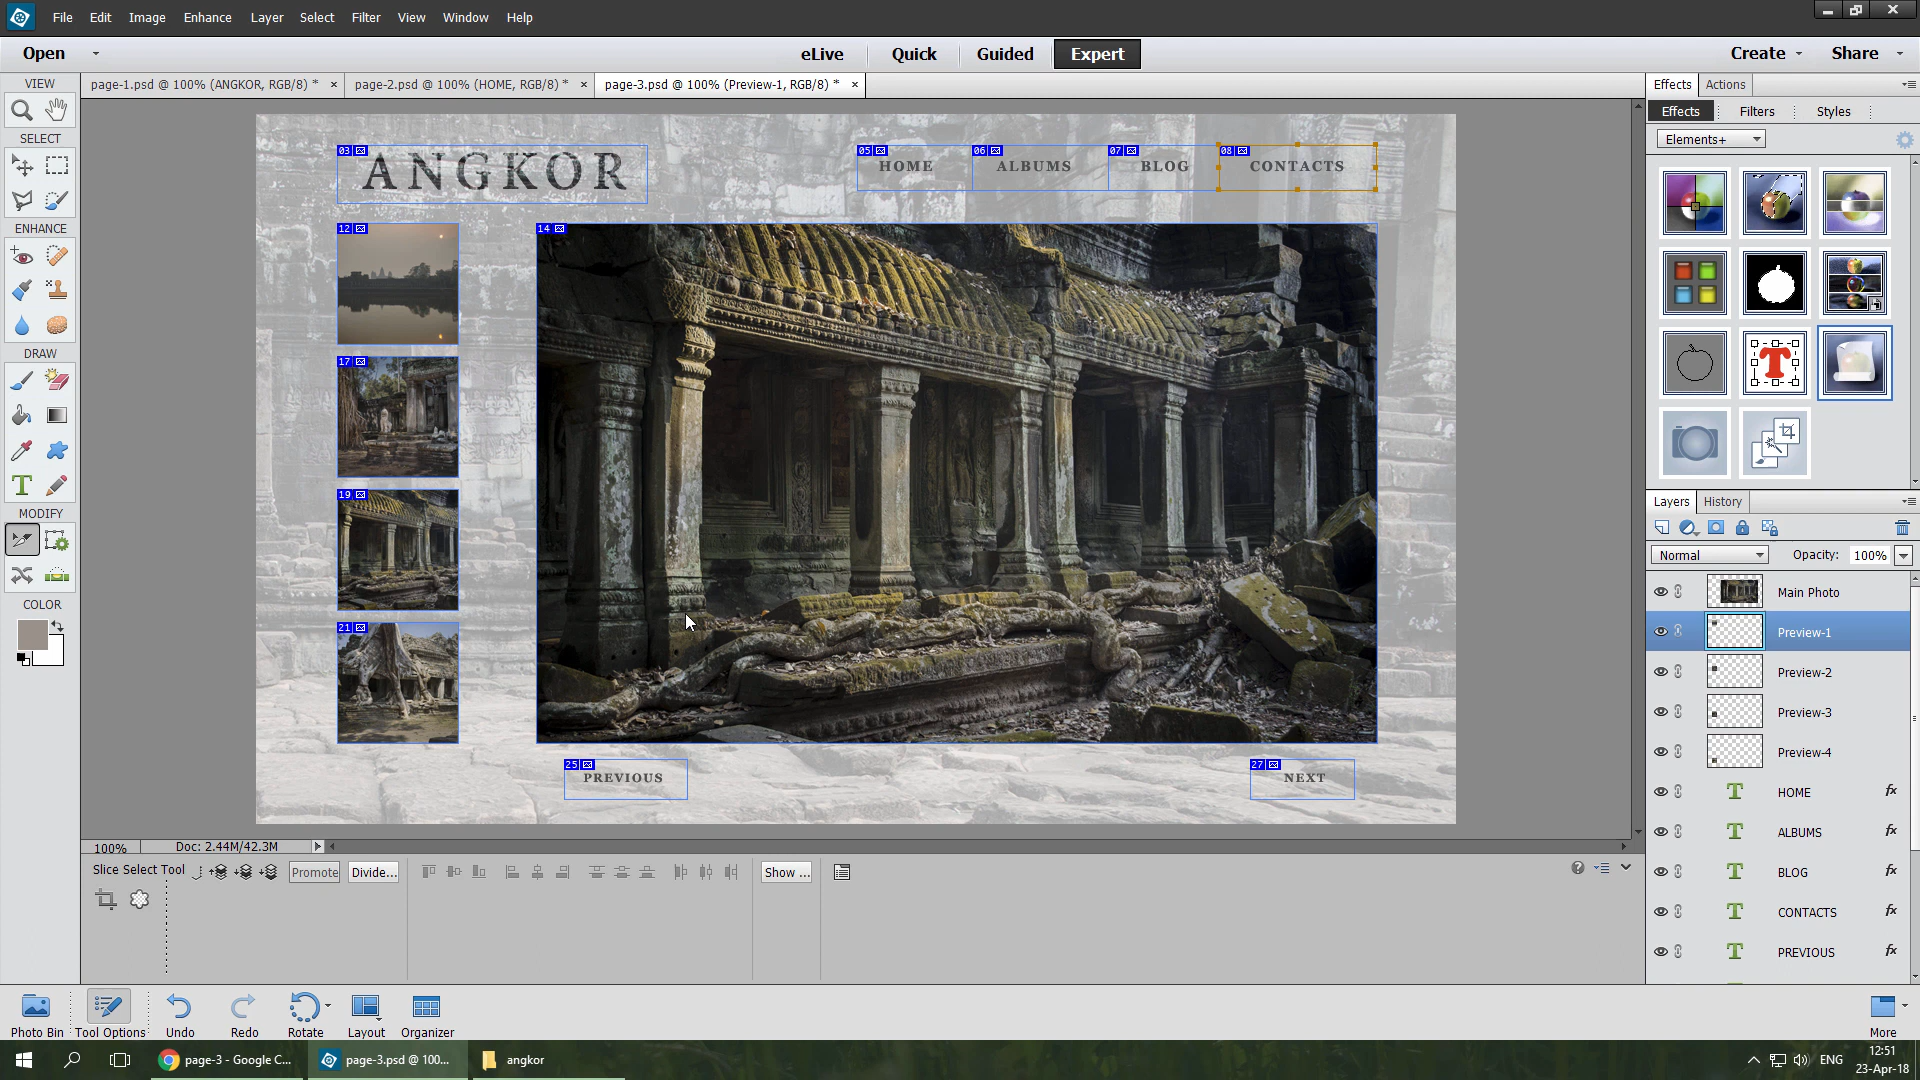 File Edit Image Enhance Layer Select Filter View Window Help
Open eLive Quick Guided Expert Create Share
VIEW
page-1.psd @ 100% (ANGKOR, RGB/8) * × page-2.psd @ 100% (HOME, RGB/8) * × page-3.psd @ 100% (Preview-1, RGB/8) * ×
Effects Actions
Effects Filters Styles
Elements+
SELECT
ENHANCE
DRAW
MODIFY
COLOR
03
ANGKOR
05 06 07 08
HOME ALBUMS BLOG CONTACTS
12 14
17
19
21
25 27
PREVIOUS NEXT
Layers History
Normal Opacity: 100%
Main Photo
Preview-1
Preview-2
Preview-3
Preview-4
HOME fx
ALBUMS fx
BLOG fx
CONTACTS fx
PREVIOUS fx
100% Doc: 2.44M/42.3M
Slice Select Tool Promote Divide... Show ...
Photo Bin Tool Options Undo Redo Rotate Layout Organizer More
page-3 - Google C... page-3.psd @ 100... angkor ENG
12:51
23-Apr-18